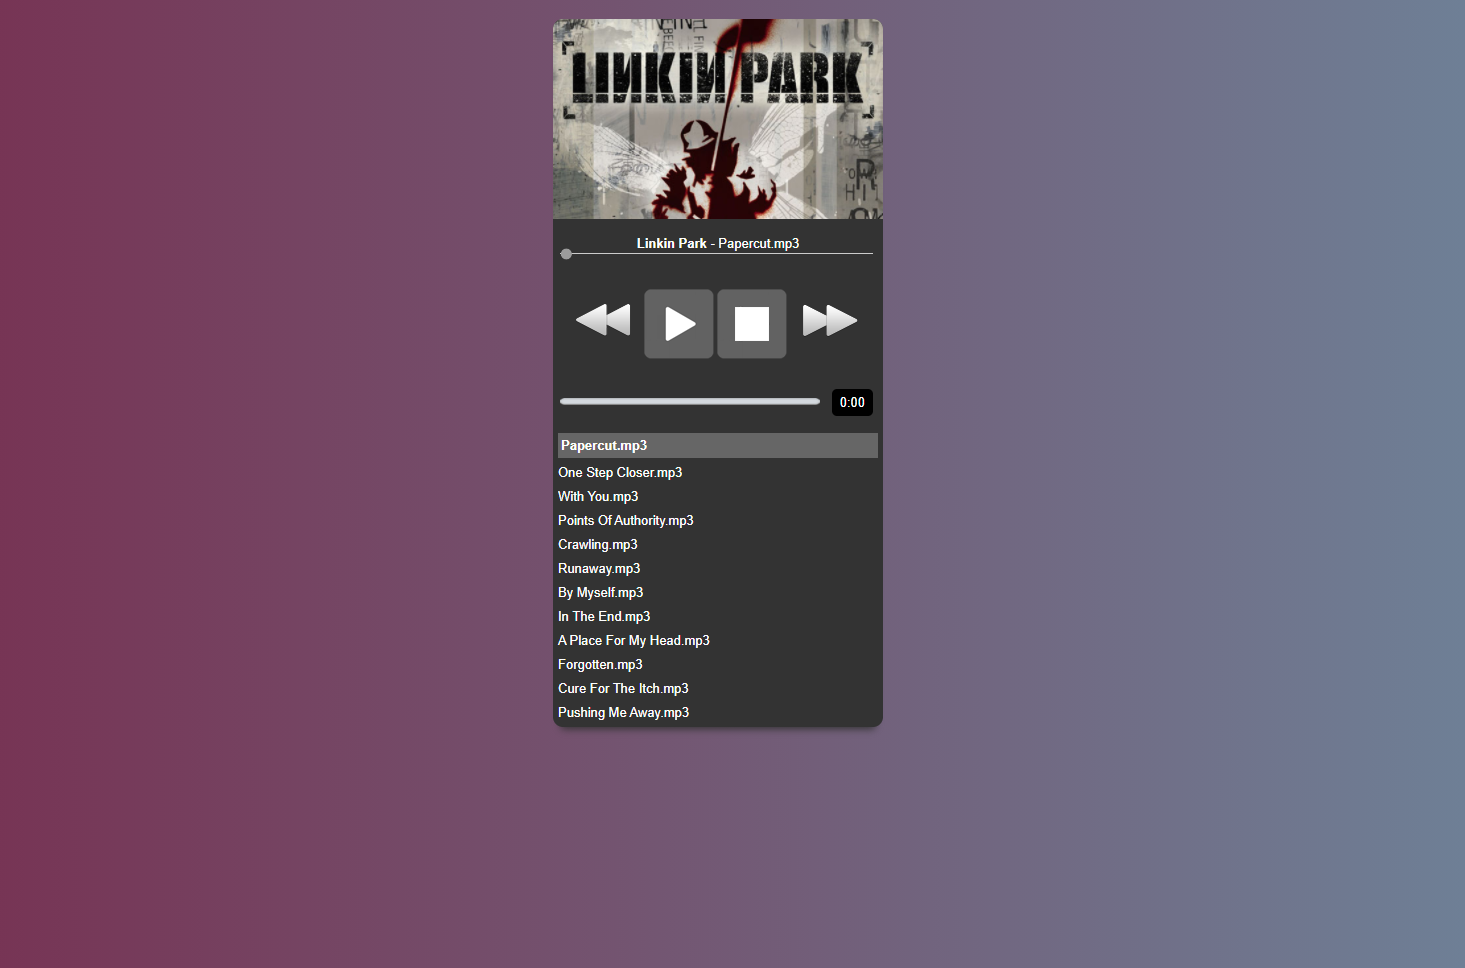 LINKIN PARK
Linkin Park - Papercut.mp3
0:00
Papercut.mp3
One Step Closer.mp3
With You.mp3
Points Of Authority.mp3
Crawling.mp3
Runaway.mp3
By Myself.mp3
In The End.mp3
A Place For My Head.mp3
Forgotten.mp3
Cure For The Itch.mp3
Pushing Me Away.mp3